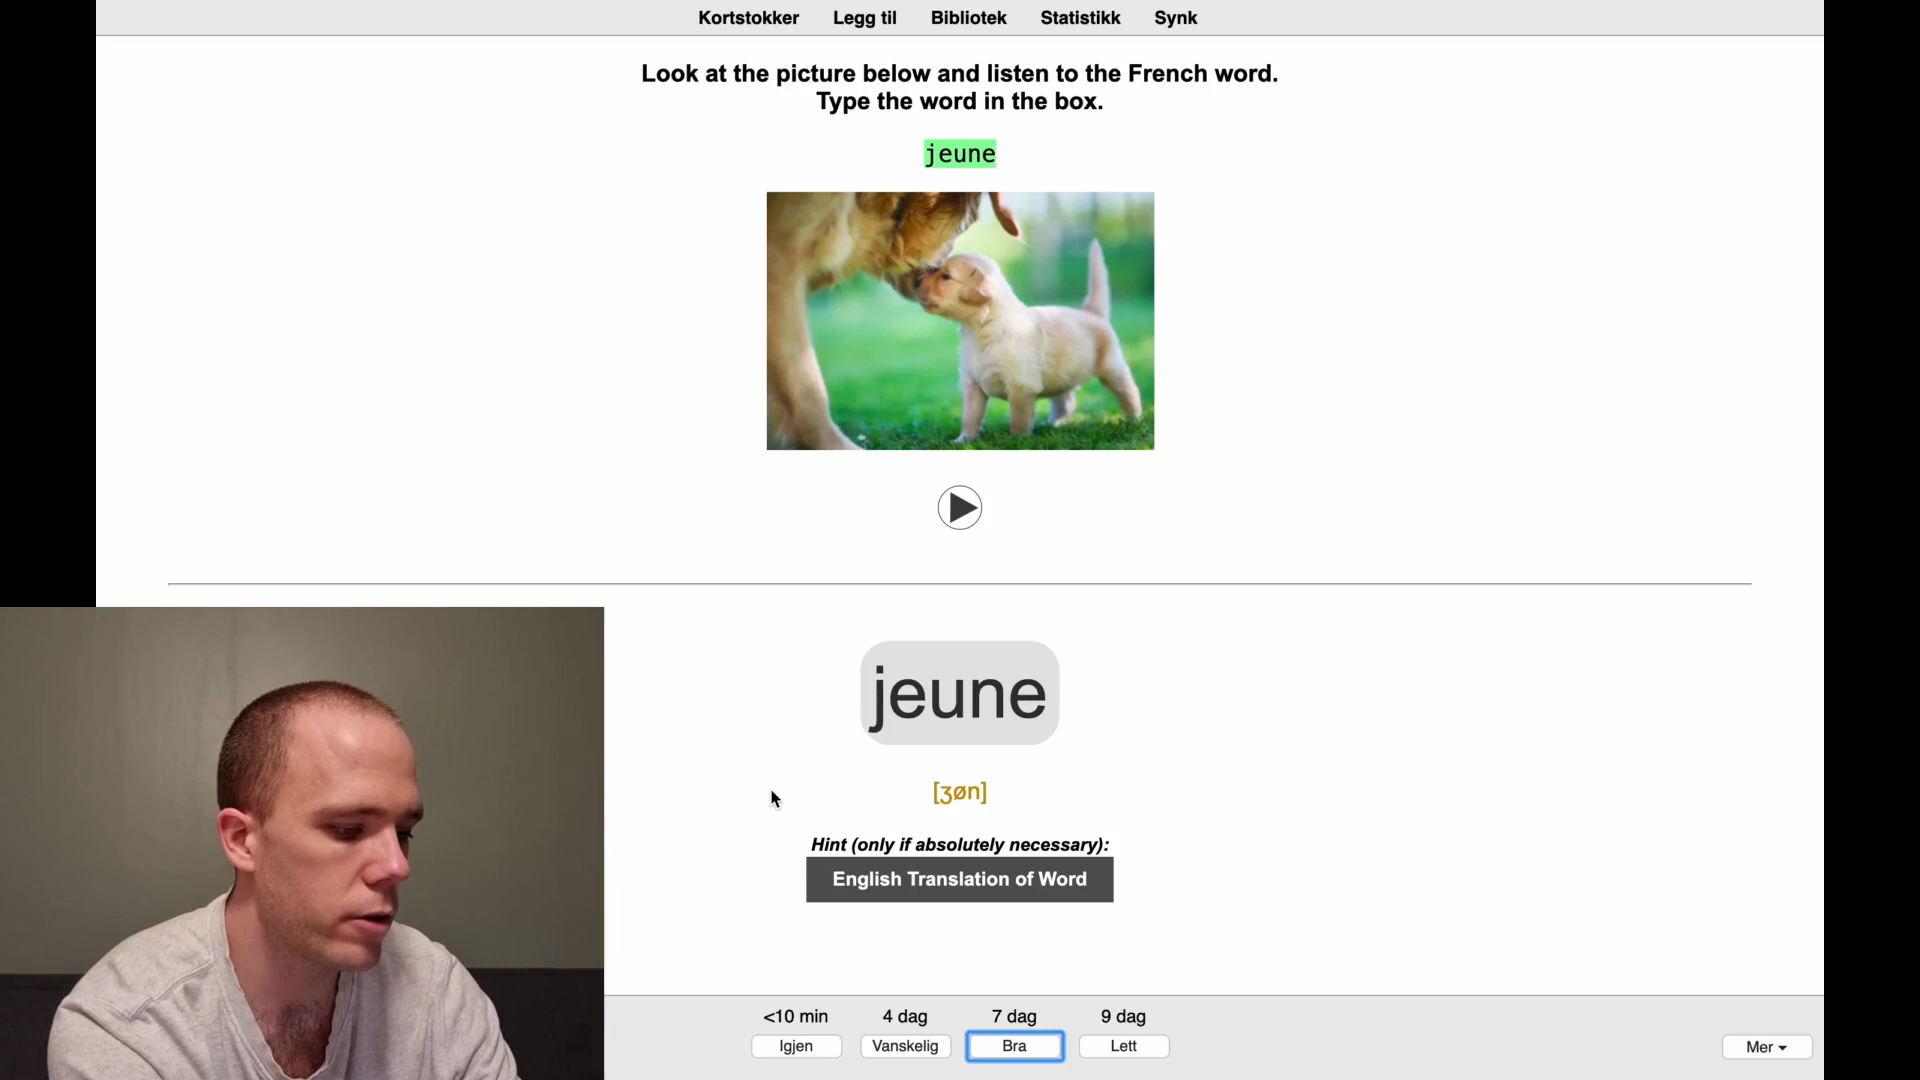 Kortstokker Legg til Bibliotek Statistikk Synk
Look at the picture below and listen to the French word.
Type the word in the box.
jeune
jeune
[ʒøn]
Hint (only if absolutely necessary):
English Translation of Word
<10 min 4 dag 7 dag 9 dag
Igjen Vanskelig Bra Lett Mer